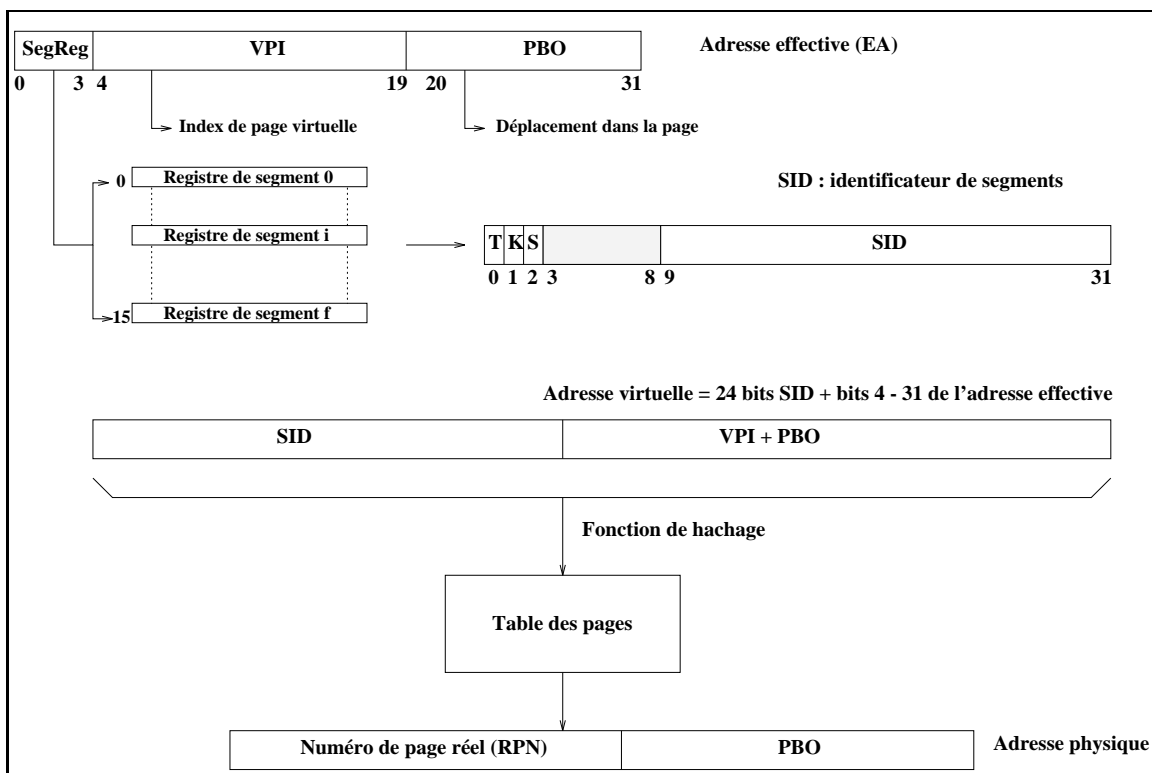 SegReg VPI PBO Adresse effective (EA)
0 3 4 19 20 31
Index de page virtuelle Déplacement dans la page
0 Registre de segment 0 SID : identificateur de segments
Registre de segment i T K S SID
0 1 2 3 8 9 31
15 Registre de segment f
Adresse virtuelle = 24 bits SID + bits 4 - 31 de l'adresse effective
SID VPI + PBO
Fonction de hachage
Table des pages
Numéro de page réel (RPN) PBO Adresse physique